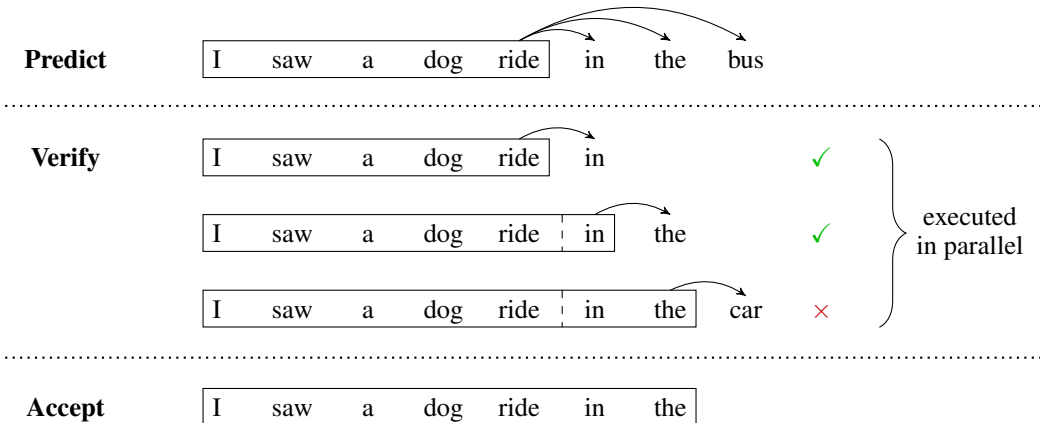 Predict I saw a dog ride in the bus
Verify I saw a dog ride in ✓
I saw a dog ride in the ✓
I saw a dog ride in the car ×
executed
in parallel
Accept I saw a dog ride in the